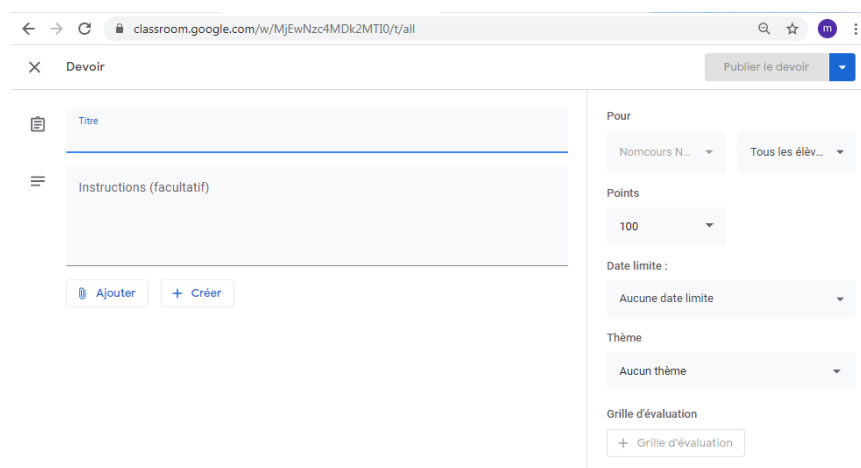 classroom.google.com/w/MjEwNzc4MDk2MTI0/t/all
m
Devoir
Publier le devoir
Titre
Instructions (facultatif)
Ajouter
+ Créer
Pour
Nomcours N...
Tous les élèv...
Points
100
Date limite :
Aucune date limite
Thème
Aucun thème
Grille d'évaluation
+ Grille d'évaluation